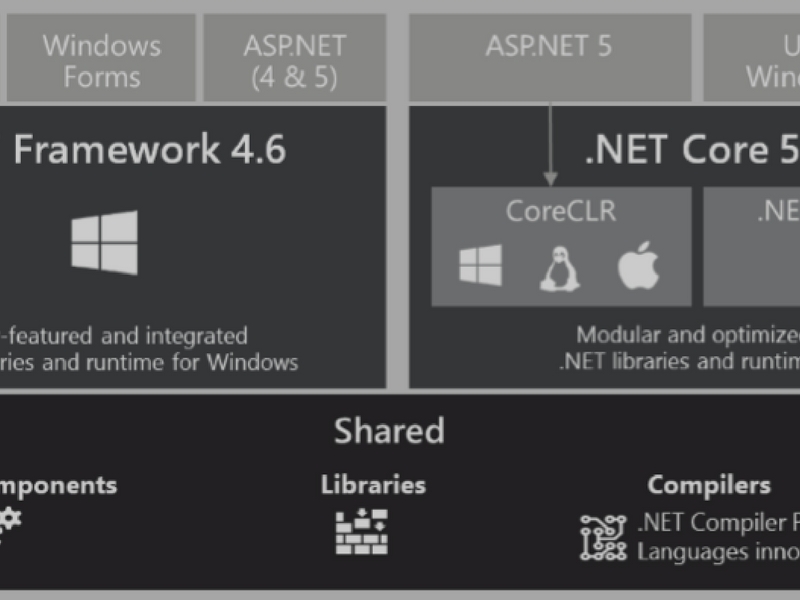 Windows
Forms
ASP.NET
(4 & 5)
ASP.NET 5
U
Wind
Framework 4.6
.NET Core 5
CoreCLR
.NE
-featured and integrated
ries and runtime for Windows
Modular and optimize
.NET libraries and runtim
Shared
mponents
Libraries
Compilers
.NET Compiler P
Languages inno